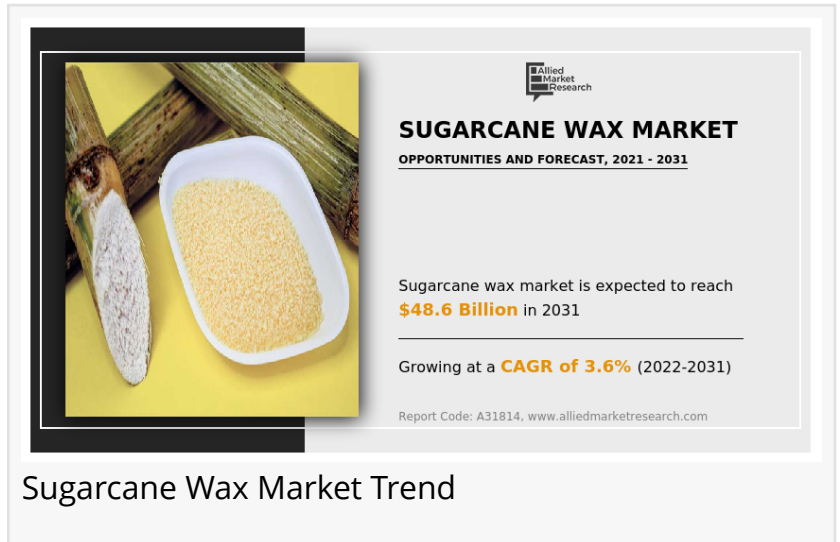 Allied
Market
Research
SUGARCANE WAX MARKET
OPPORTUNITIES AND FORECAST, 2021 - 2031
Sugarcane wax market is expected to reach
$48.6 Billion in 2031
Growing at a CAGR of 3.6% (2022-2031)
Report Code: A31814, www.alliedmarketresearch.com
Sugarcane Wax Market Trend